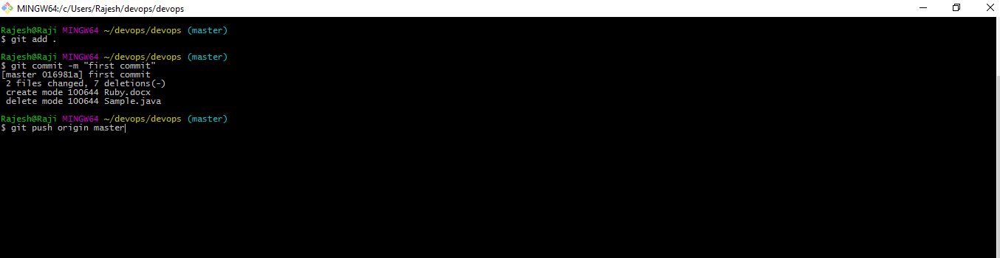 MINGW64:/c/Users/Rajesh/devops/devops
Rajesh@Raji MINGW64 ~/devops/devops (master)
$ git add .
Rajesh@Raji MINGW64 ~/devops/devops (master)
$ git commit -m "first commit"
[master 016981a] first commit
2 files changed, 7 deletions(-)
create mode 100644 Ruby.docx
delete mode 100644 Sample.java
Rajesh@Raji MINGW64 ~/devops/devops (master)
$ git push origin master